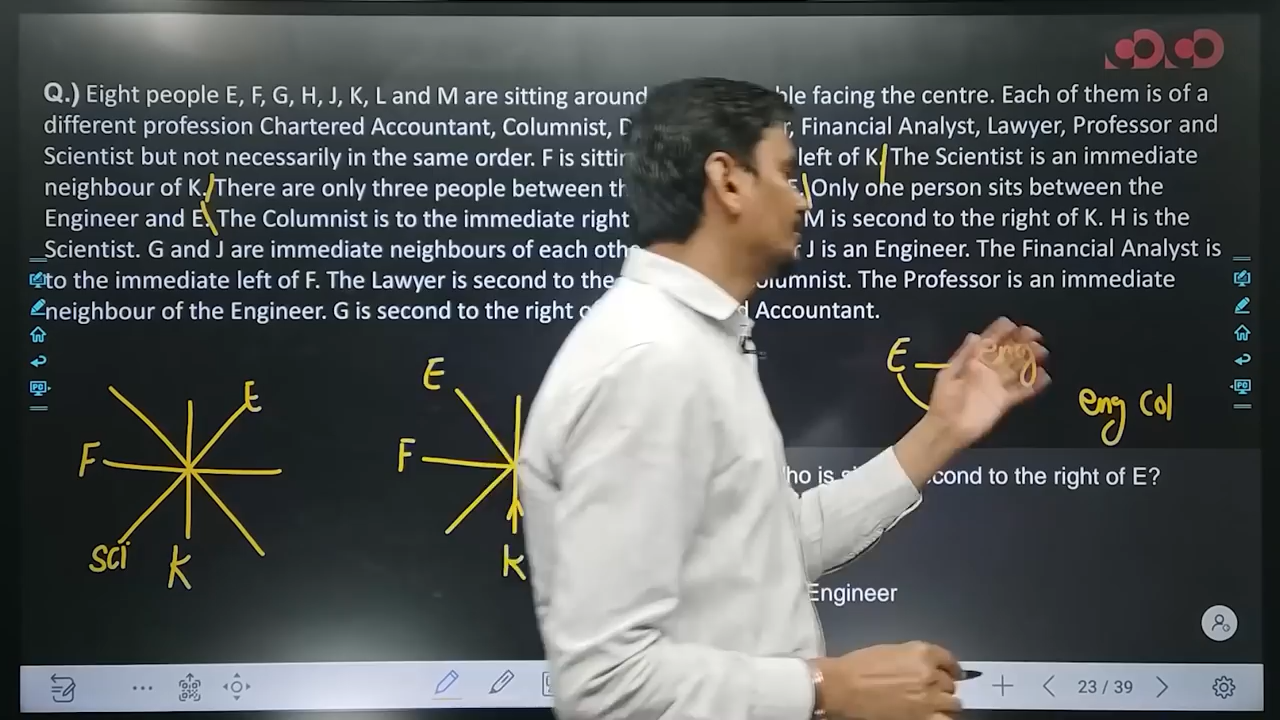 Q.) Eight people E, F, G, H, J, K, L and M are sitting around ble facing the centre. Each of them is of a
different profession Chartered Accountant, Columnist, D r, Financial Analyst, Lawyer, Professor and
Scientist but not necessarily in the same order. F is sittin left of K. The Scientist is an immediate
neighbour of K. There are only three people between th E. Only one person sits between the
Engineer and E. The Columnist is to the immediate right M is second to the right of K. H is the
Scientist. G and J are immediate neighbours of each othe J is an Engineer. The Financial Analyst is
to the immediate left of F. The Lawyer is second to the olumnist. The Professor is an immediate
neighbour of the Engineer. G is second to the right o d Accountant.
E eng
eng col
E
F
SCi K
E
F
K
ho is si cond to the right of E?
Engineer
PC
PC
23 / 39